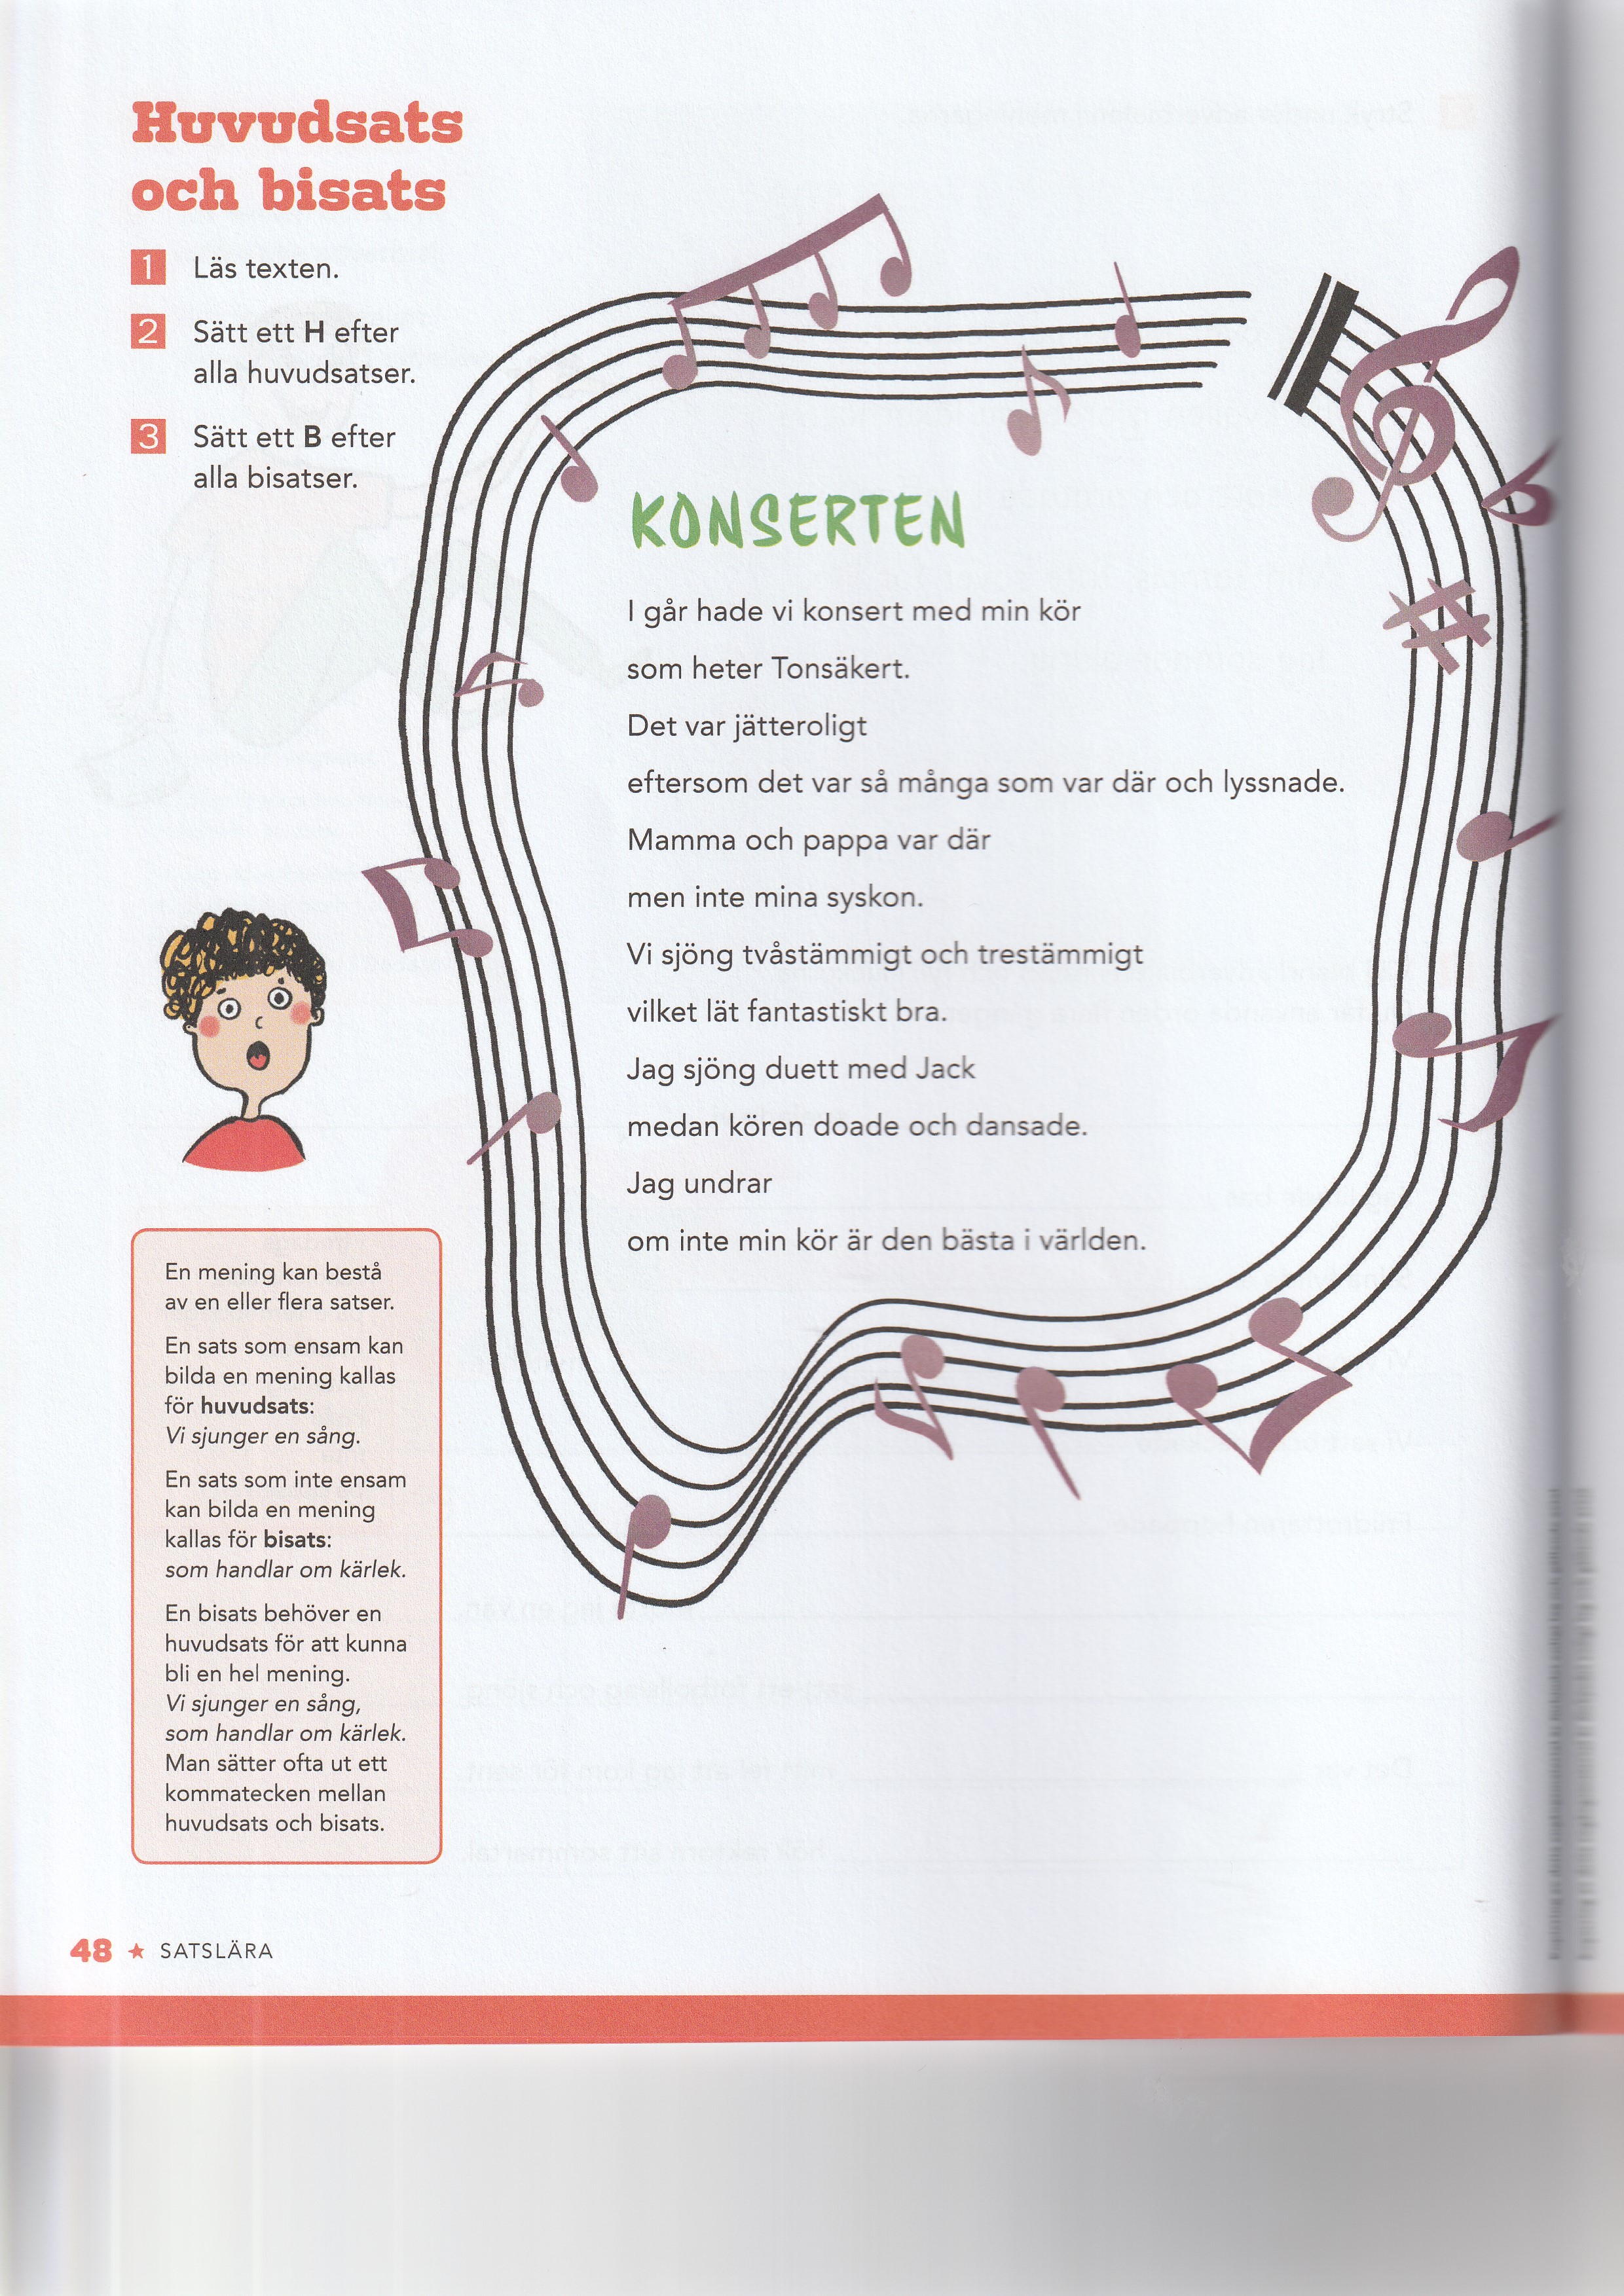 Huvudsats
och bisats
1 Läs texten.
2 Sätt ett H efter
alla huvudsatser.
3 Sätt ett B efter
alla bisatser.
KONSERTEN
I går hade vi konsert med min kör
som heter Tonsäkert.
Det var jätteroligt
eftersom det var så många som var där och lyssnade.
Mamma och pappa var där
men inte mina syskon.
Vi sjöng tvåstämmigt och trestämmigt
vilket lät fantastiskt bra.
Jag sjöng duett med Jack
medan kören doade och dansade.
Jag undrar
om inte min kör är den bästa i världen.
En mening kan bestå
av en eller flera satser.
En sats som ensam kan
bilda en mening kallas
för huvudsats:
Vi sjunger en sång.
En sats som inte ensam
kan bilda en mening
kallas för bisats:
som handlar om kärlek.
En bisats behöver en
huvudsats för att kunna
bli en hel mening.
Vi sjunger en sång,
som handlar om kärlek.
Man sätter ofta ut ett
kommatecken mellan
huvudsats och bisats.
48 ★ SATSLÄRA